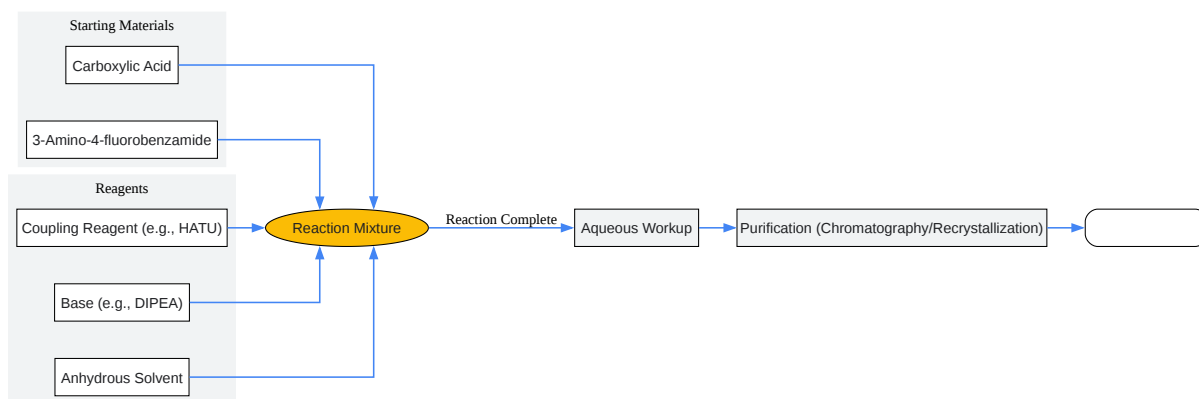 Starting Materials
Carboxylic Acid
3-Amino-4-fluorobenzamide
Reagents
Coupling Reagent (e.g., HATU)
Base (e.g., DIPEA)
Anhydrous Solvent
Reaction Mixture
Reaction Complete
Aqueous Workup
Purification (Chromatography/Recrystallization)